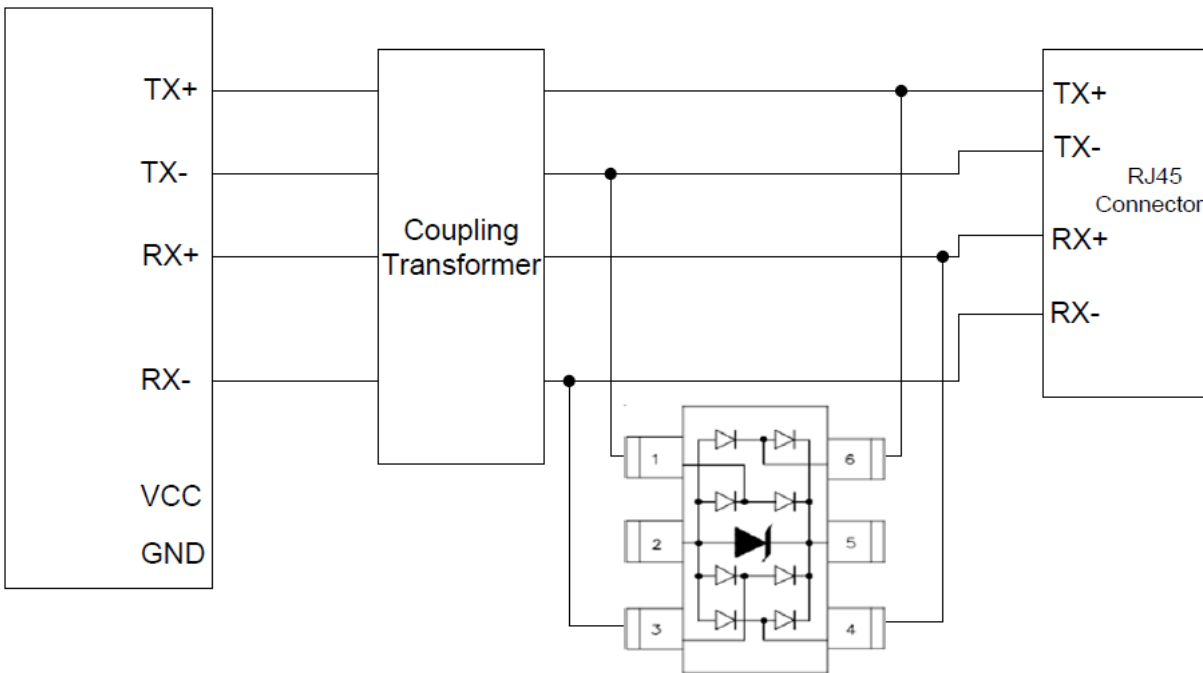 TX+
TX-
RX+
RX-
VCC
GND
Coupling
Transformer
TX+
TX-
RJ45
Connector
RX+
RX-
1
2
3
6
5
4